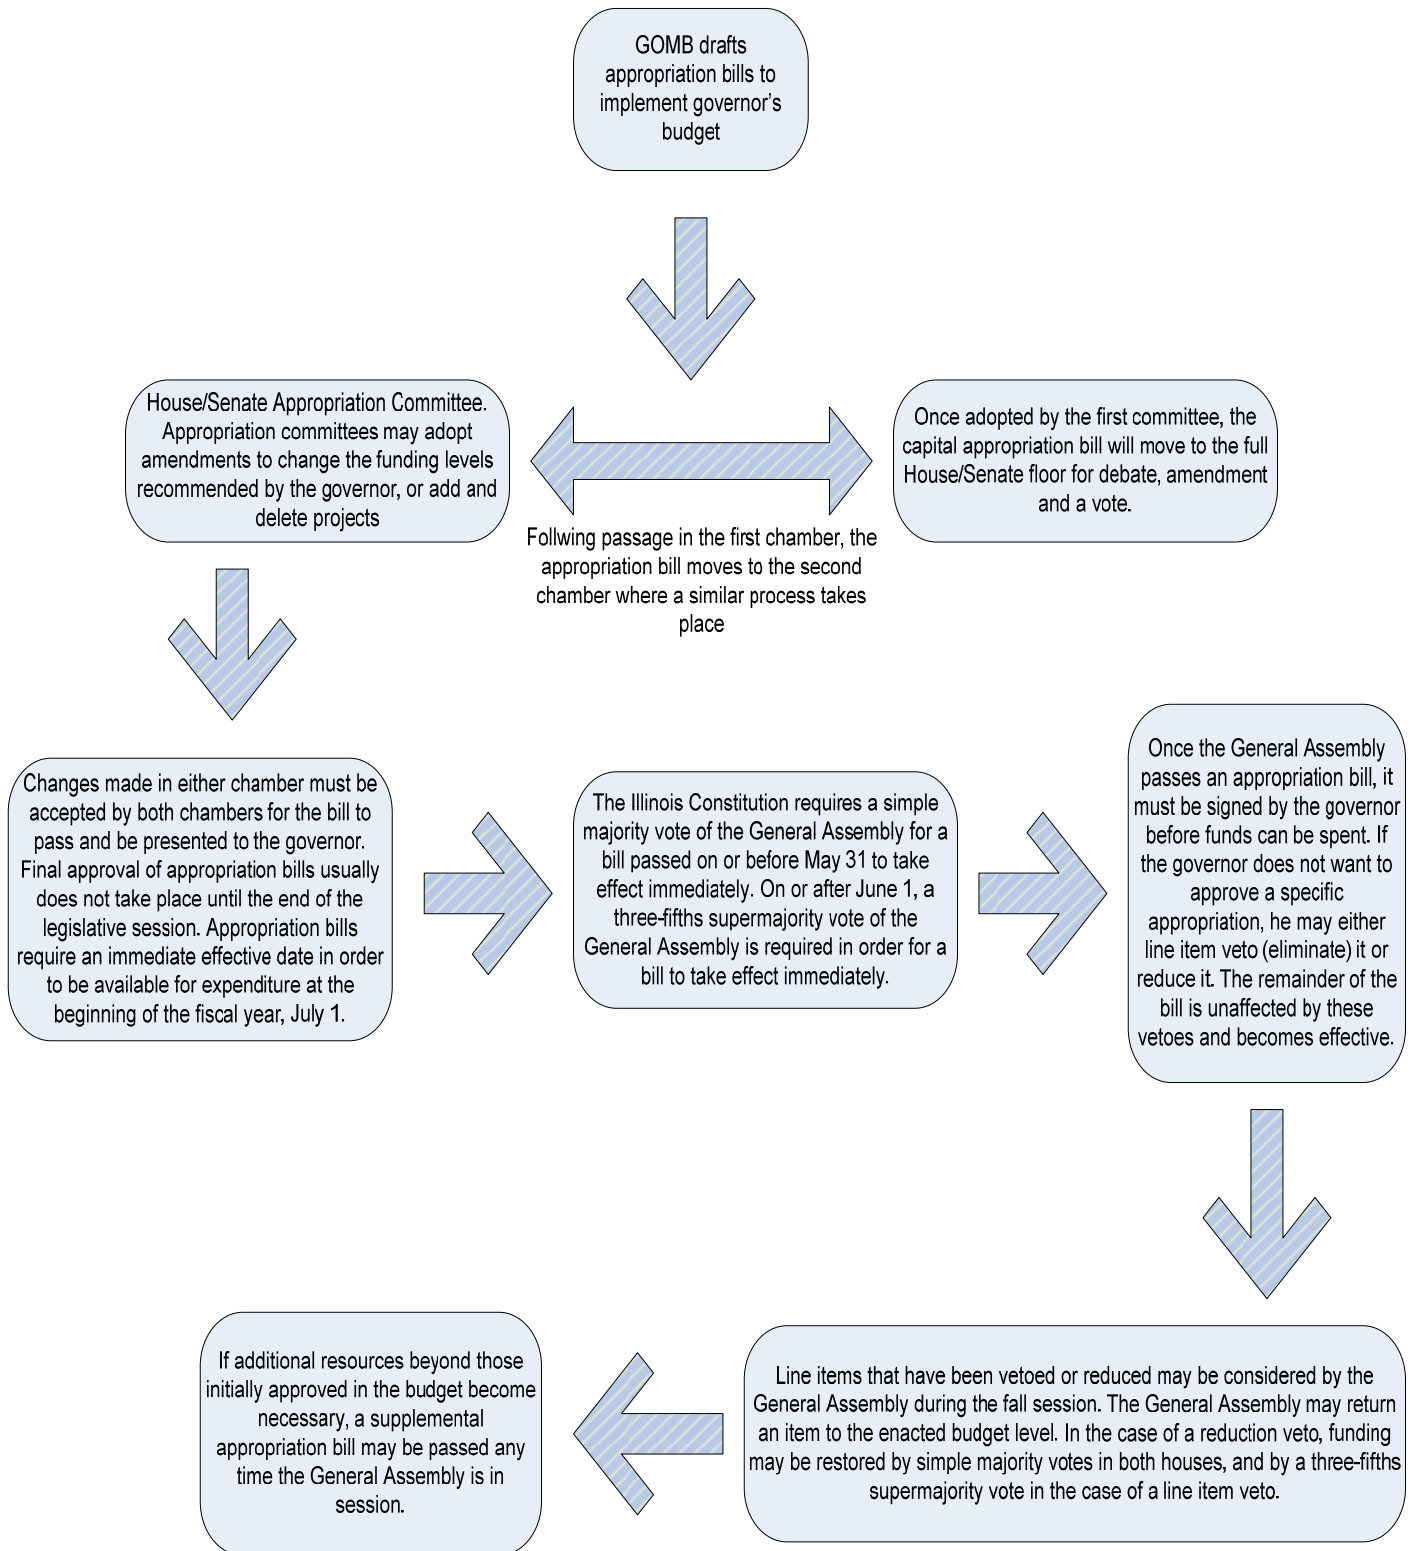 GOMB drafts
appropriation bills to
implement governor's
budget
House/Senate Appropriation Committee.
Appropriation committees may adopt
amendments to change the funding levels
recommended by the governor, or add and
delete projects
Follwing passage in the first chamber, the
appropriation bill moves to the second
chamber where a similar process takes
place
Once adopted by the first committee, the
capital appropriation bill will move to the full
House/Senate floor for debate, amendment
and a vote.
Changes made in either chamber must be
accepted by both chambers for the bill to
pass and be presented to the governor.
Final approval of appropriation bills usually
does not take place until the end of the
legislative session. Appropriation bills
require an immediate effective date in order
to be available for expenditure at the
beginning of the fiscal year, July 1.
The Illinois Constitution requires a simple
majority vote of the General Assembly for a
bill passed on or before May 31 to take
effect immediately. On or after June 1, a
three-fifths supermajority vote of the
General Assembly is required in order for a
bill to take effect immediately.
Once the General Assembly
passes an appropriation bill, it
must be signed by the governor
before funds can be spent. If
the governor does not want to
approve a specific
appropriation, he may either
line item veto (eliminate) it or
reduce it. The remainder of the
bill is unaffected by these
vetoes and becomes effective.
Line items that have been vetoed or reduced may be considered by the
General Assembly during the fall session. The General Assembly may return
an item to the enacted budget level. In the case of a reduction veto, funding
may be restored by simple majority votes in both houses, and by a three-fifths
supermajority vote in the case of a line item veto.
If additional resources beyond those
initially approved in the budget become
necessary, a supplemental
appropriation bill may be passed any
time the General Assembly is in
session.